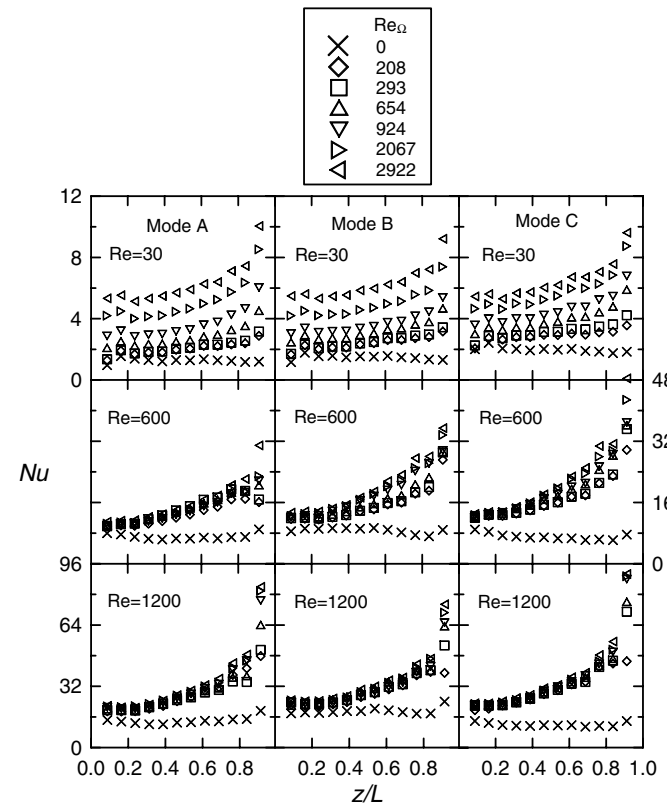 Re_Ω
0
208
293
654
924
2067
2922
12
Mode A
Mode B
Mode C
Re=30
Re=30
Re=30
8
4
0
48
Re=600
Re=600
Re=600
32
Nu
16
96
0
Re=1200
Re=1200
Re=1200
64
32
0
0.0 0.2 0.4 0.6 0.8 0.2 0.4 0.6 0.8 0.2 0.4 0.6 0.8 1.0
z/L